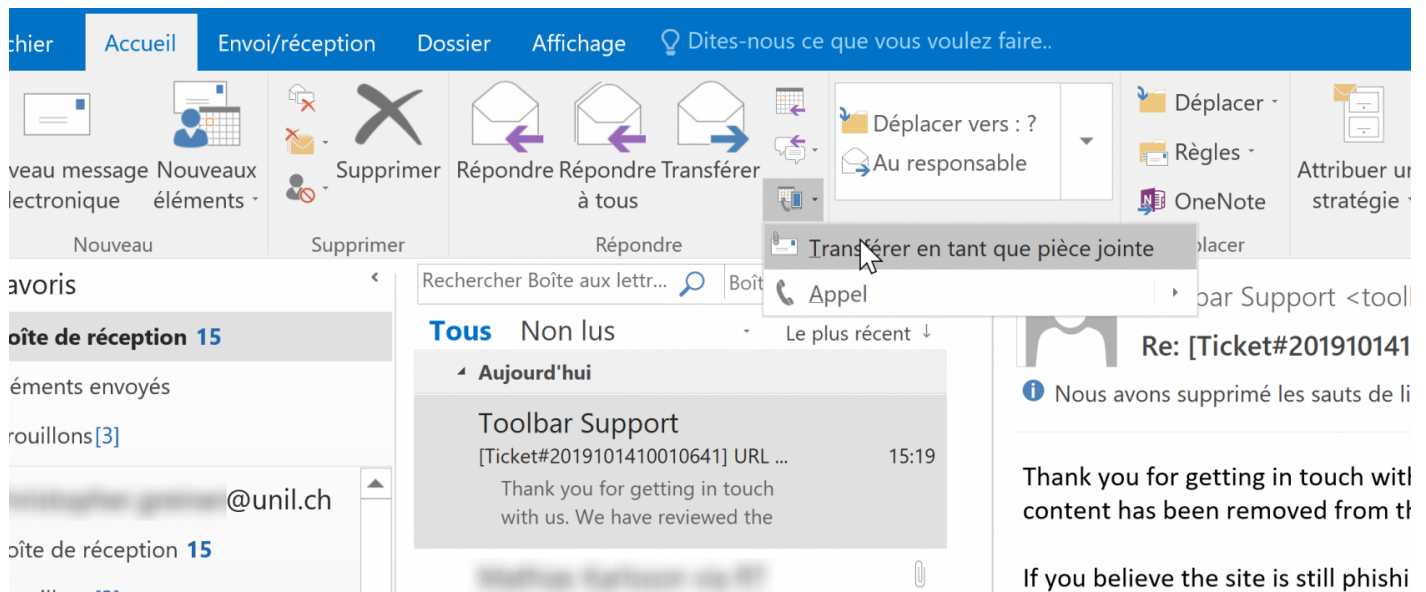 chier Accueil Envoi/réception Dossier Affichage Dites-nous ce que vous voulez faire..
veau message
lectronique
Nouveaux
éléments
Nouveau
Supprimer
Supprimer
Répondre
Répondre
à tous
Transférer
Répondre
Déplacer vers : ?
Au responsable
Déplacer
Règles
OneNote
placer
Attribuer un
stratégie
Transférer en tant que pièce jointe
Appel
avoris
oîte de réception 15
éments envoyés
rouillons[3]
@unil.ch
oîte de réception 15
Rechercher Boîte aux lettr... Boît
Tous Non lus Le plus récent ↓
Aujourd'hui
Toolbar Support
[Ticket#2019101410010641] URL ... 15:19
Thank you for getting in touch
with us. We have reviewed the
bar Support <tool
Re: [Ticket#201910141
Nous avons supprimé les sauts de li
Thank you for getting in touch with
content has been removed from th
If you believe the site is still phishi